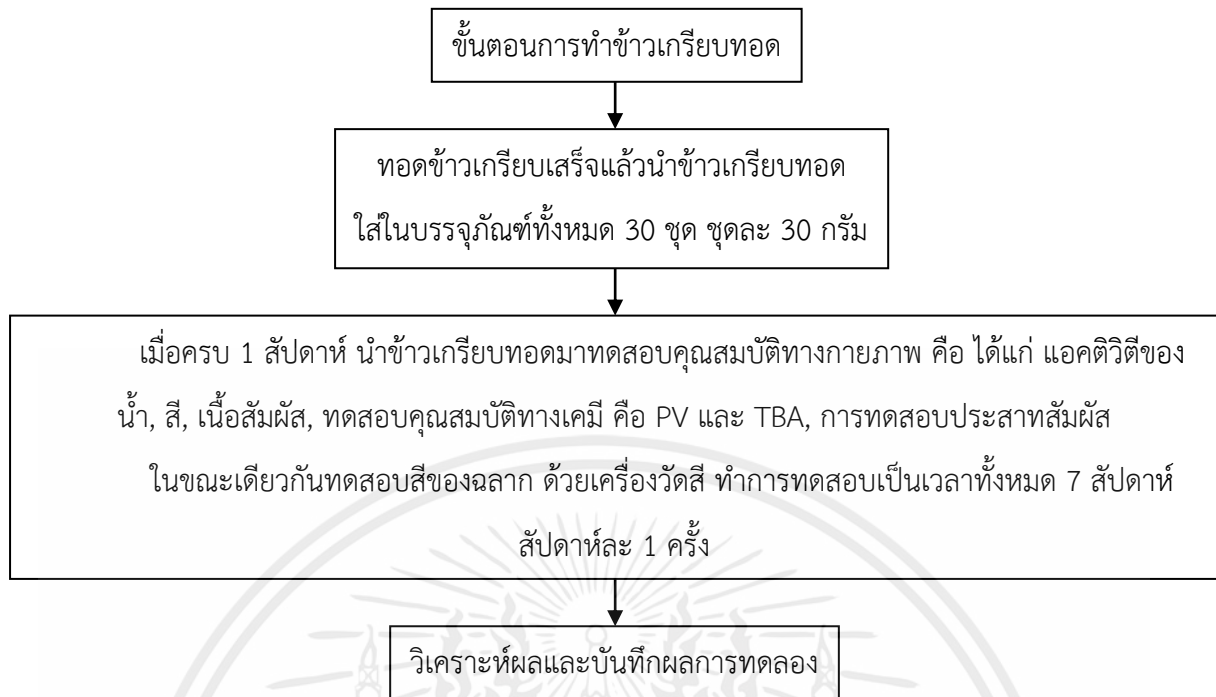 ขั้นตอนการทำข้าวเกรียบทอด
ทอดข้าวเกรียบเสร็จแล้วนำข้าวเกรียบทอด
ใส่ในบรรจุภัณฑ์ทั้งหมด 30 ชุด ชุดละ 30 กรัม
เมื่อครบ 1 สัปดาห์ นำข้าวเกรียบทอดมาทดสอบคุณสมบัติทางกายภาพ คือ ได้แก่ แอคติวิตีของ
น้ำ, สี, เนื้อสัมผัส, ทดสอบคุณสมบัติทางเคมี คือ PV และ TBA, การทดสอบประสาทสัมผัส
ในขณะเดียวกันทดสอบสีของฉลาก ด้วยเครื่องวัดสี ทำการทดสอบเป็นเวลาทั้งหมด 7 สัปดาห์
สัปดาห์ละ 1 ครั้ง
วิเคราะห์ผลและบันทึกผลการทดลอง